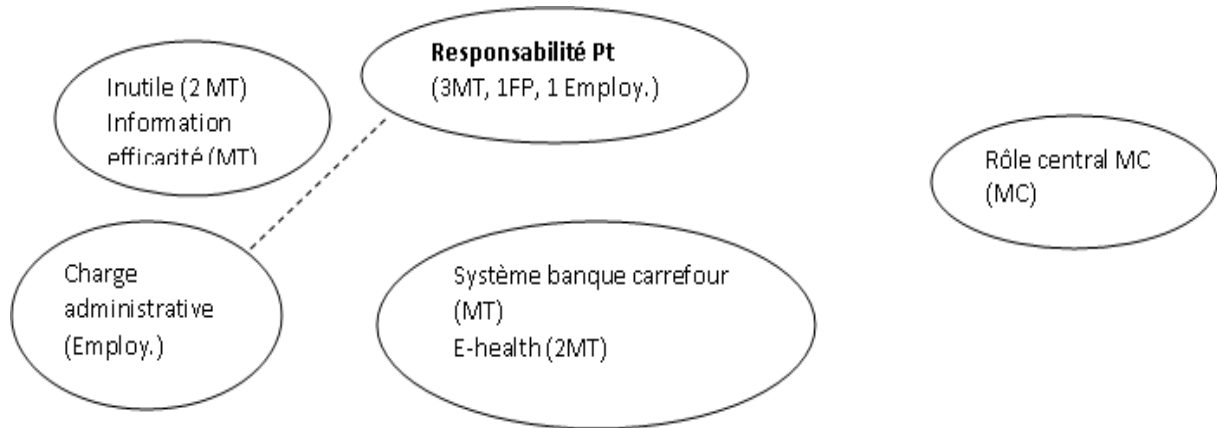 Inutile (2 MT)
Information
efficacité (MT)
Responsabilité Pt
(3MT, 1FP, 1 Employ.)
Rôle central MC
(MC)
Charge
administrative
(Employ.)
Système banque carrefour
(MT)
E-health (2MT)